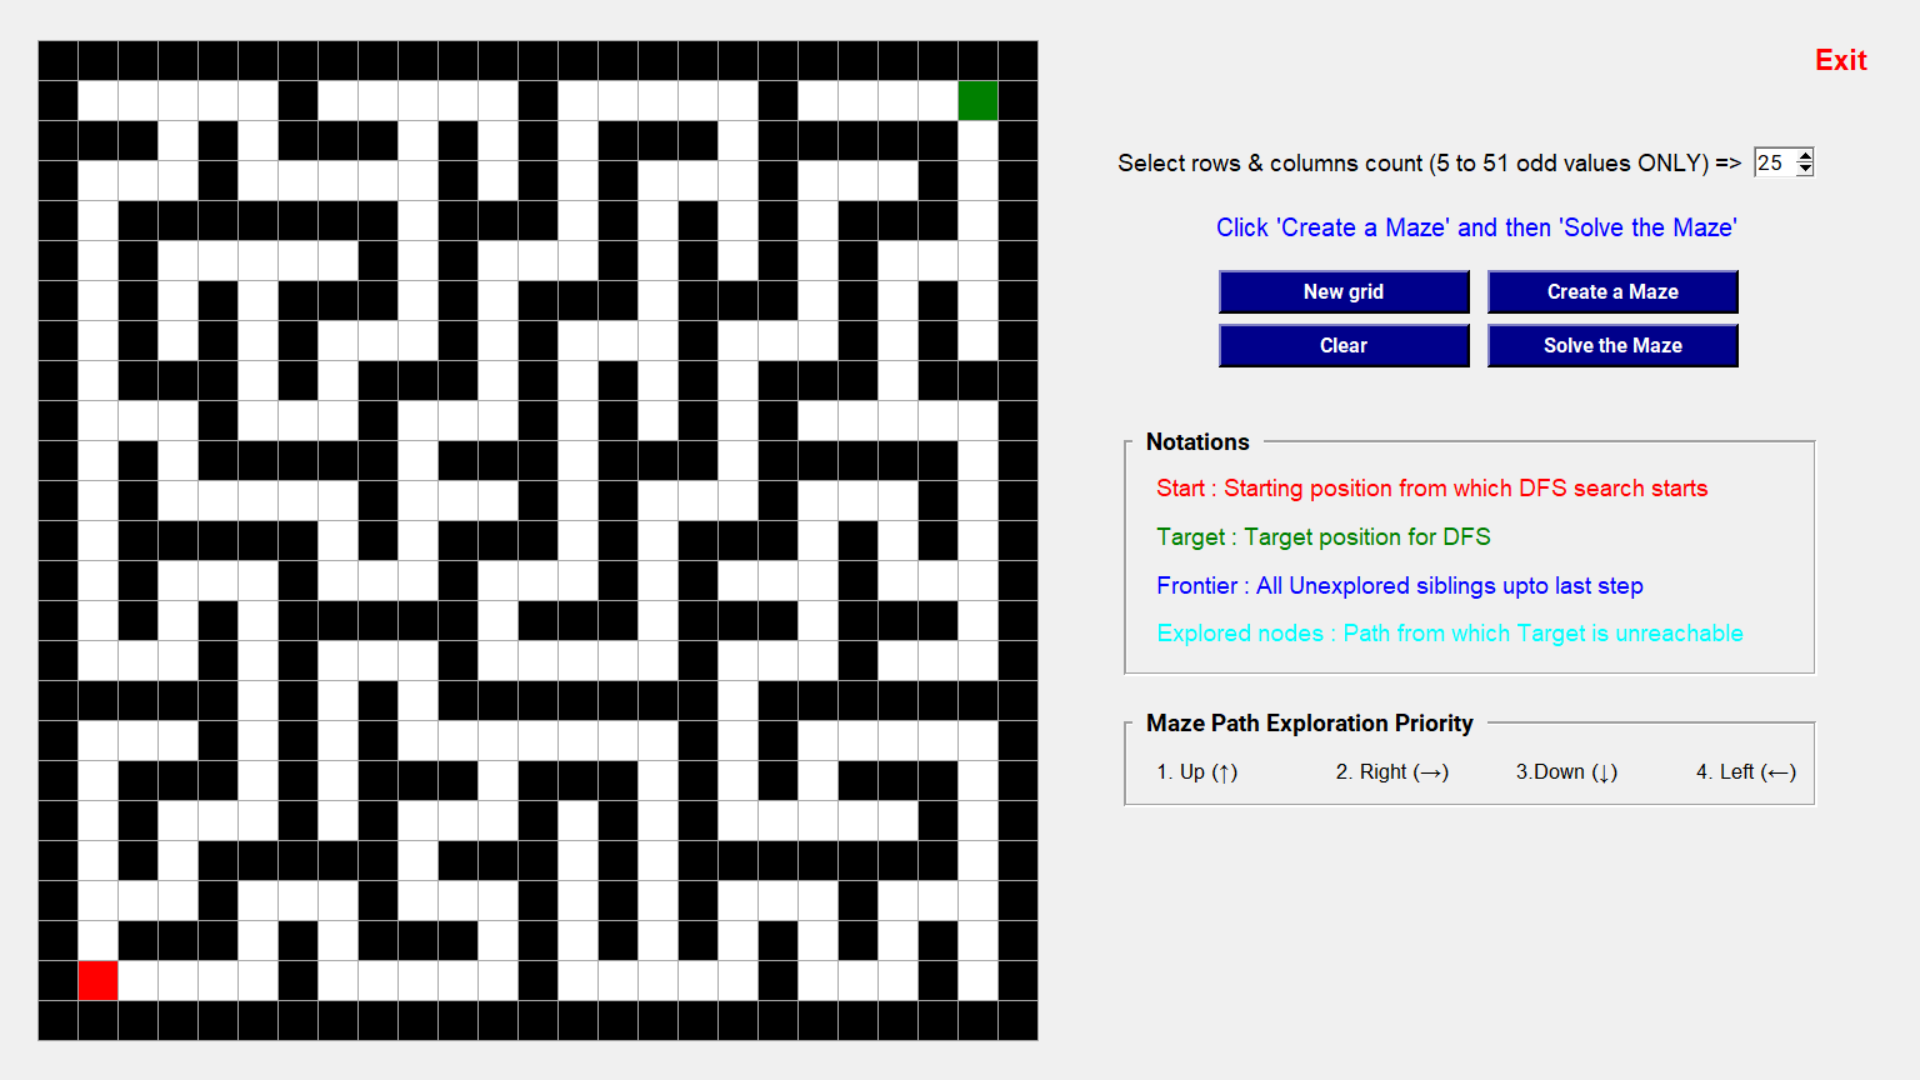 Exit
Select rows & columns count (5 to 51 odd values ONLY) => 25
Click 'Create a Maze' and then 'Solve the Maze'
New grid Create a Maze
Clear Solve the Maze
Notations
Start : Starting position from which DFS search starts
Target : Target position for DFS
Frontier : All Unexplored siblings upto last step
Explored nodes : Path from which Target is unreachable
Maze Path Exploration Priority
1. Up (↑) 2. Right (→) 3.Down (↓) 4. Left (←)